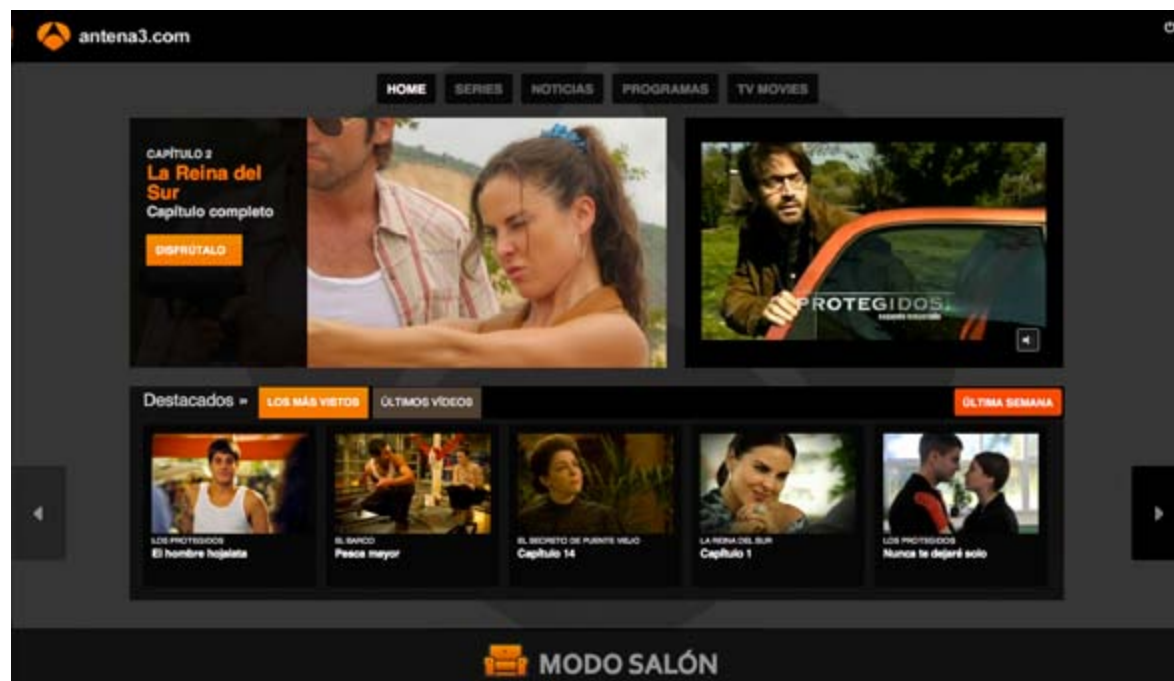 antena3.com
HOME SERIES NOTICIAS PROGRAMAS TV MOVIES
CAPÍTULO 2
La Reina del
Sur
Capítulo completo
DISFRÚTALO
PROTEGIDOS
segunda temporada
Destacados » LOS MÁS VISTOS ÚLTIMOS VÍDEOS ÚLTIMA SEMANA
LOS PROTEGIDOS
El hombre hojalata
EL BARCO
Pesca mayor
EL SECRETO DE PUENTE VIEJO
Capítulo 14
LA REINA DEL SUR
Capítulo 1
LOS PROTEGIDOS
Nunca te dejaré solo
MODO SALÓN